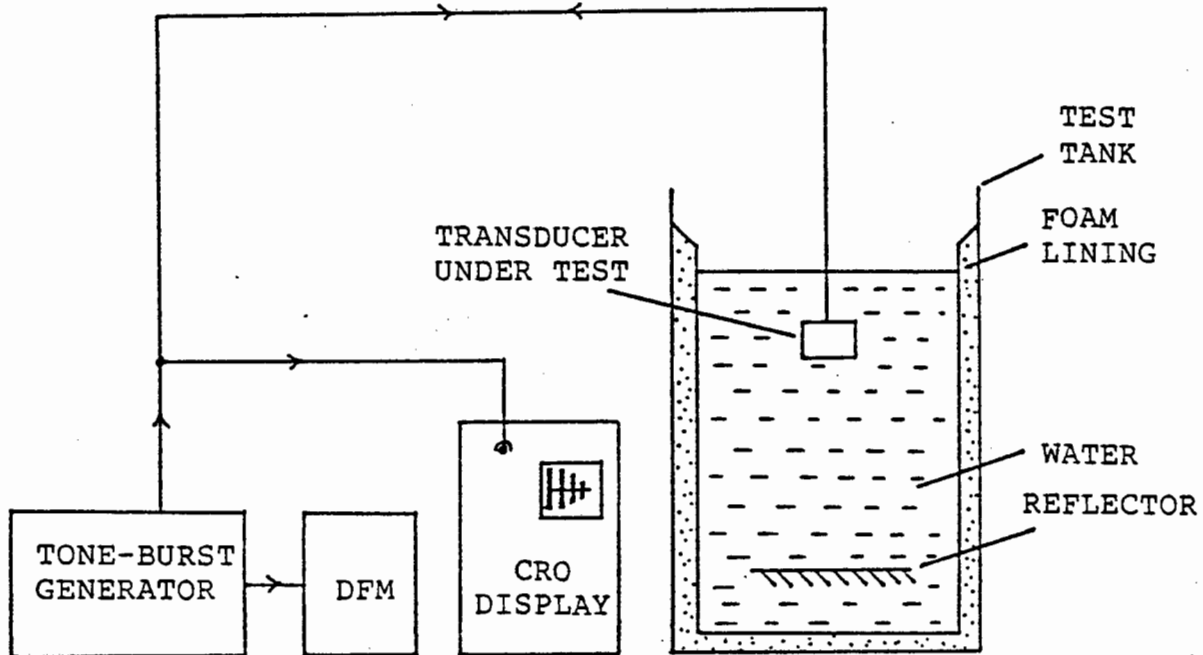 TEST
TANK
FOAM
LINING
TRANSDUCER
UNDER TEST
WATER
REFLECTOR
TONE-BURST
GENERATOR
DFM
CRO
DISPLAY